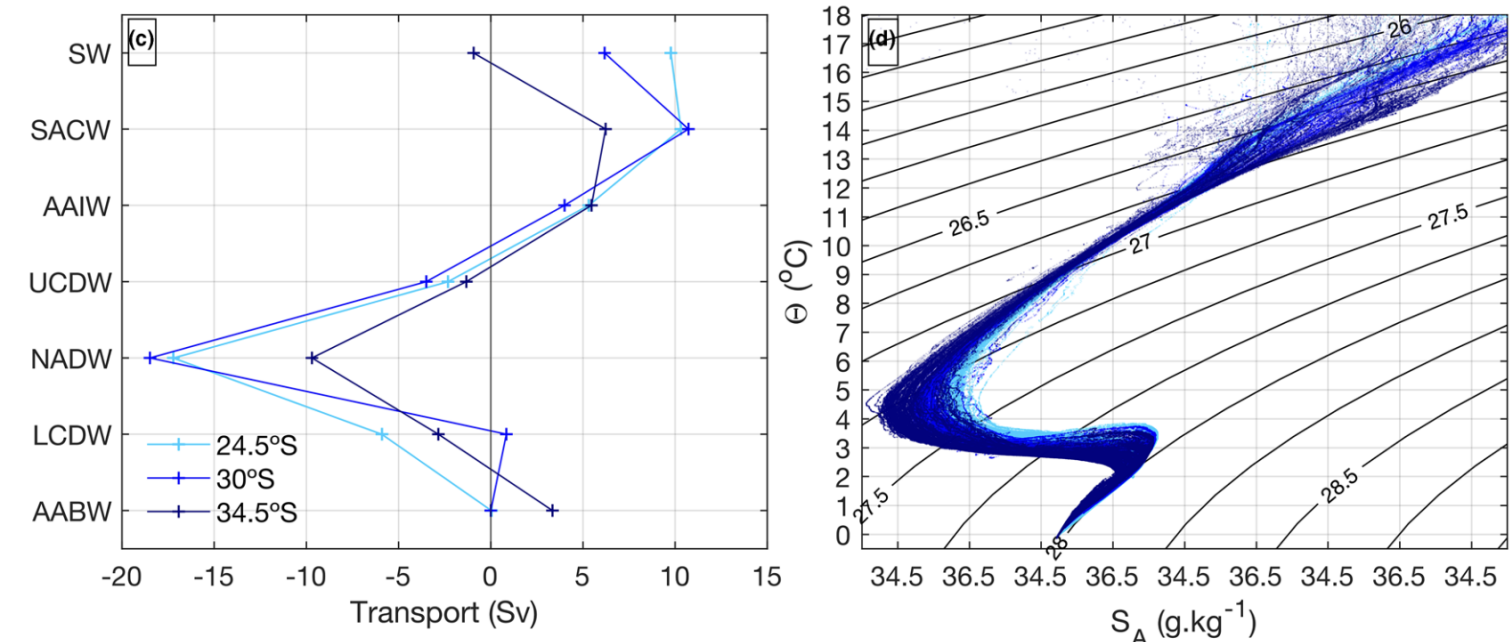 (c)
SW
SACW
AAIW
UCDW
NADW
LCDW
AABW
24.5ºS
30ºS
34.5ºS
-20 -15 -10 -5 0 5 10 15
Transport (Sv)
(d)
18
17
16
15
14
13
12
11
10
9
8
7
6
5
4
3
2
1
0
Θ (ºC)
26
26.5
27
27.5
27.5
28
28.5
34.5 36.5 34.5 36.5 34.5 36.5 34.5 36.5 34.5
S_A (g.kg⁻¹)